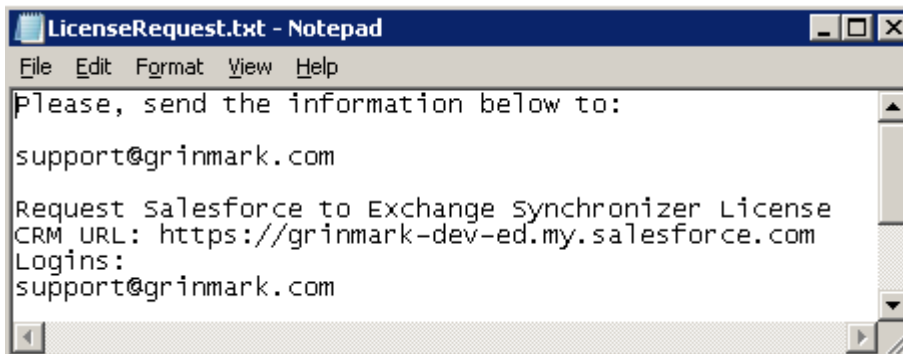 LicenseRequest.txt - Notepad
File Edit Format View Help
Please, send the information below to:
support@grinmark.com
Request Salesforce to Exchange Synchronizer License
CRM URL: https://grinmark-dev-ed.my.salesforce.com
Logins:
support@grinmark.com